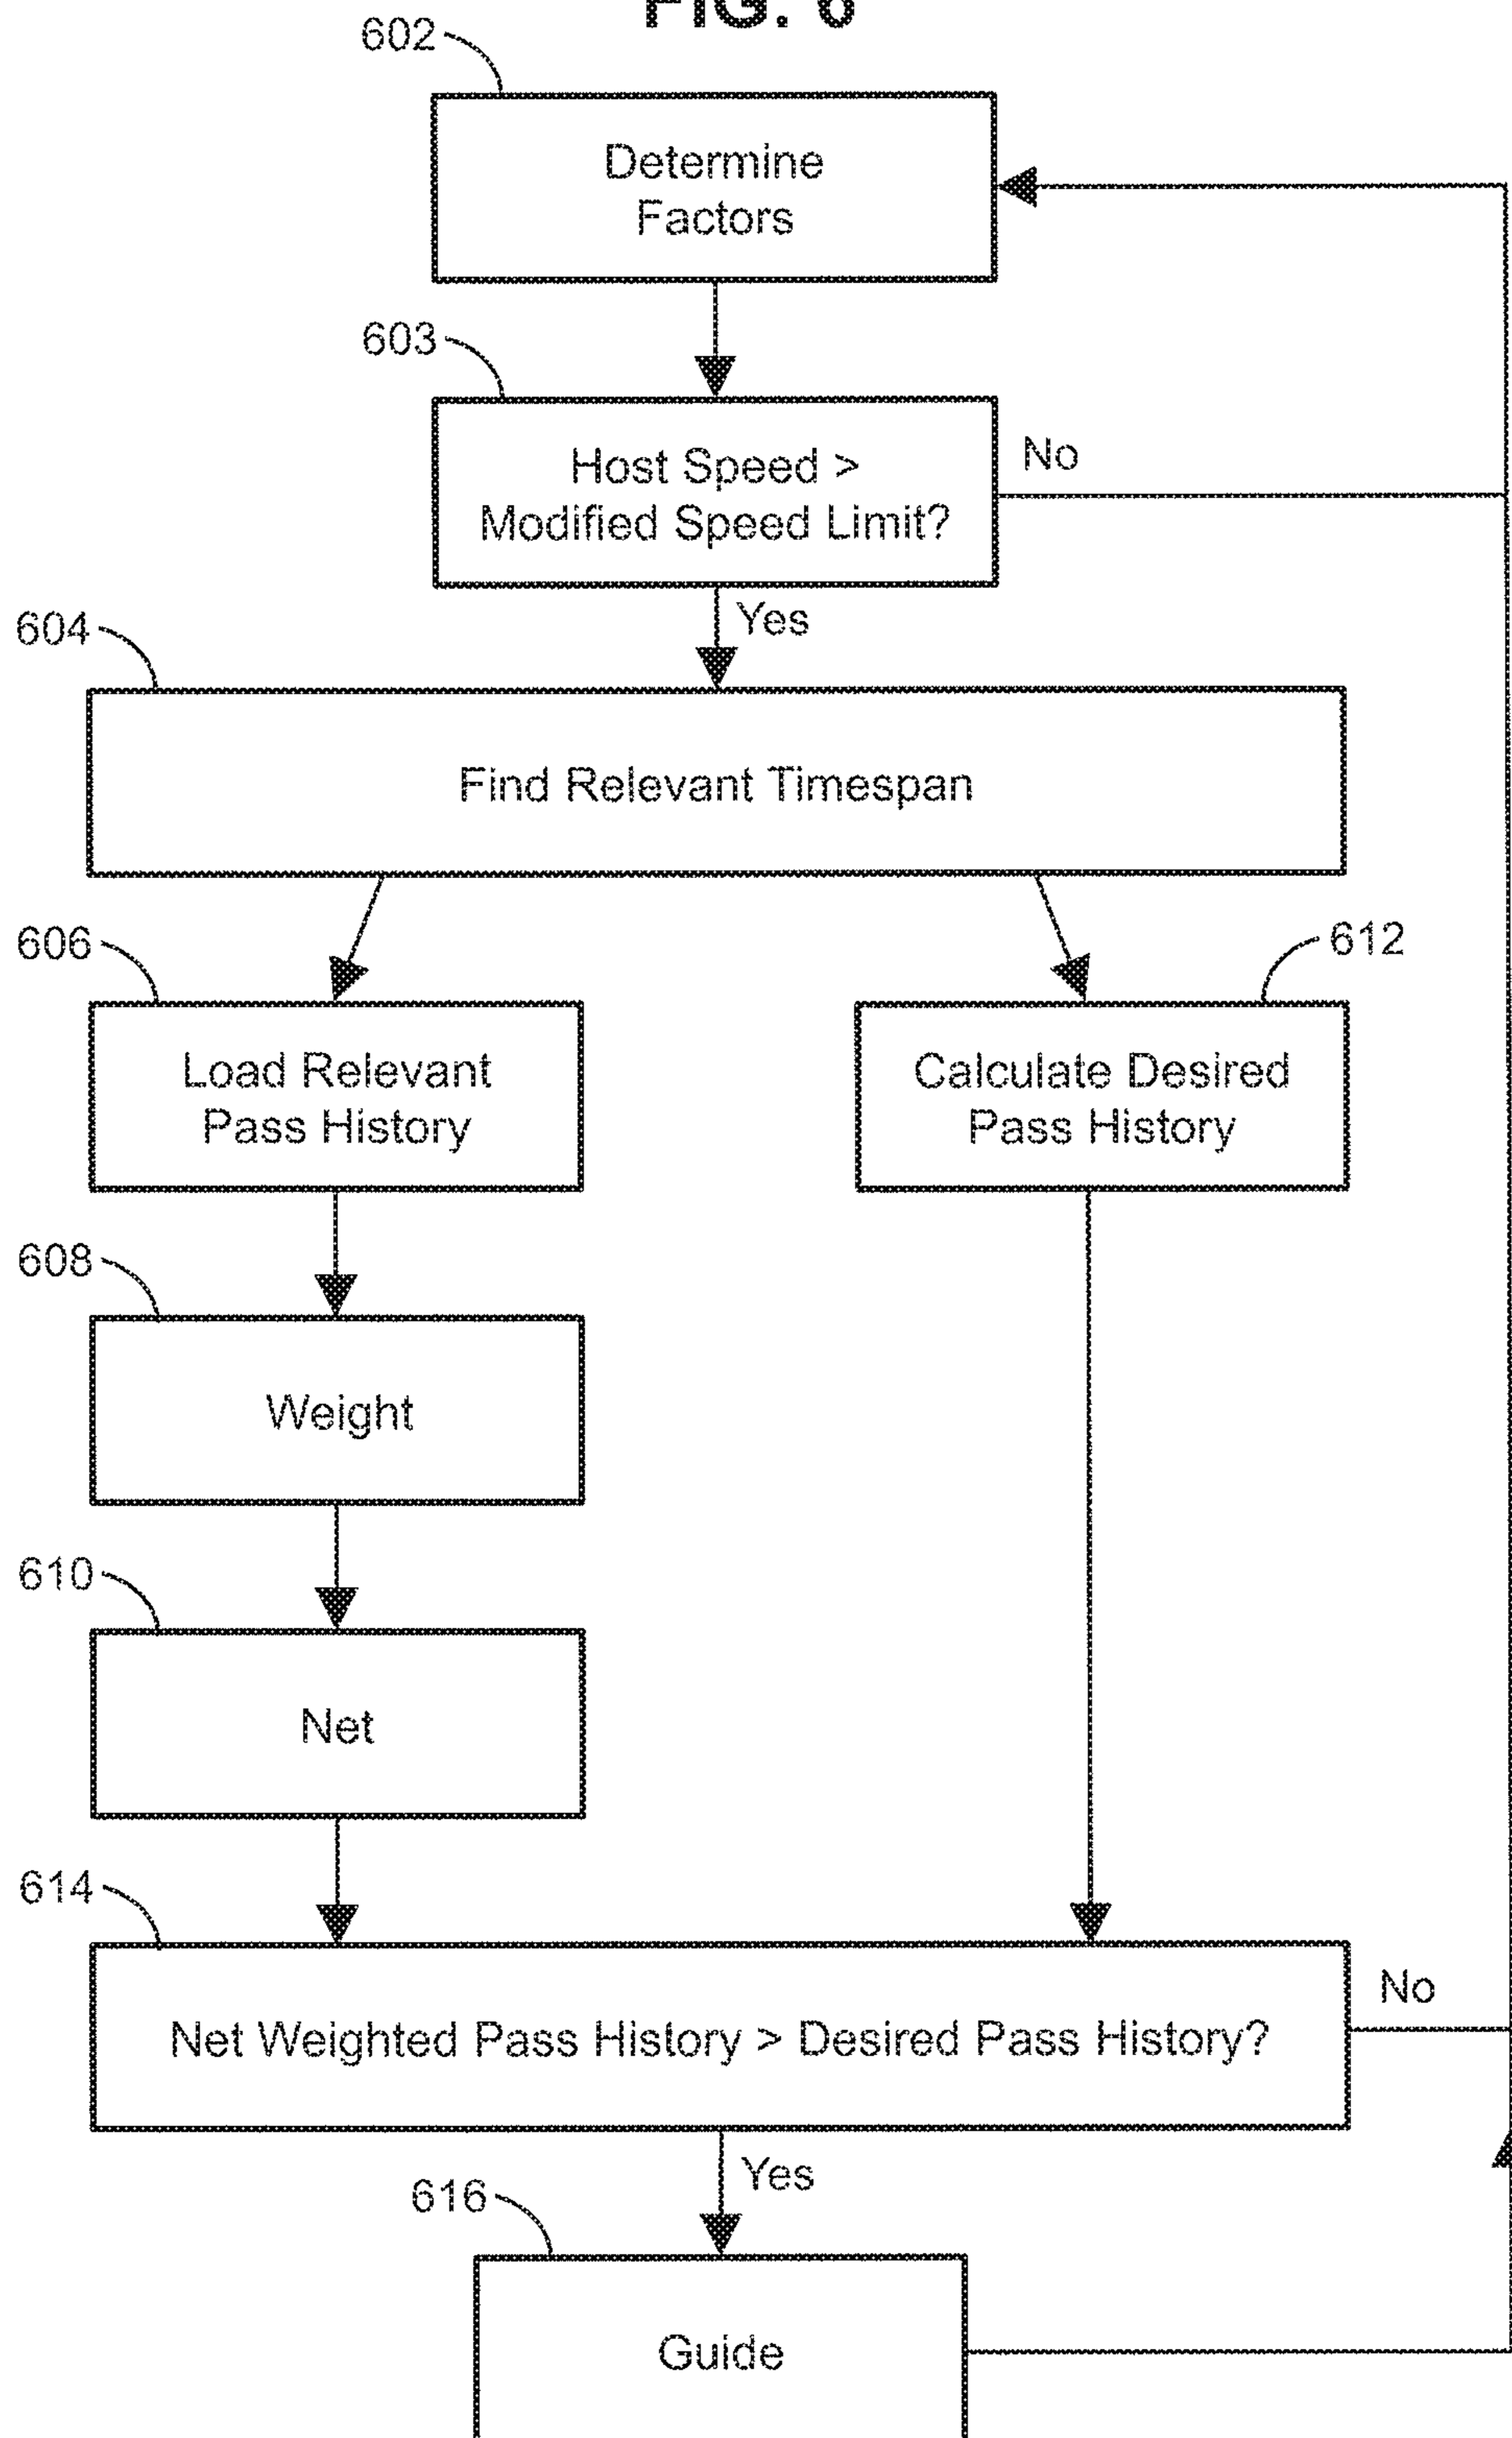 FIG. 6
602
Determine
Factors
603
Host Speed >
Modified Speed Limit?
No
Yes
604
Find Relevant Timespan
606
612
Load Relevant
Pass History
Calculate Desired
Pass History
608
Weight
610
Net
614
Net Weighted Pass History > Desired Pass History?
No
Yes
616
Guide